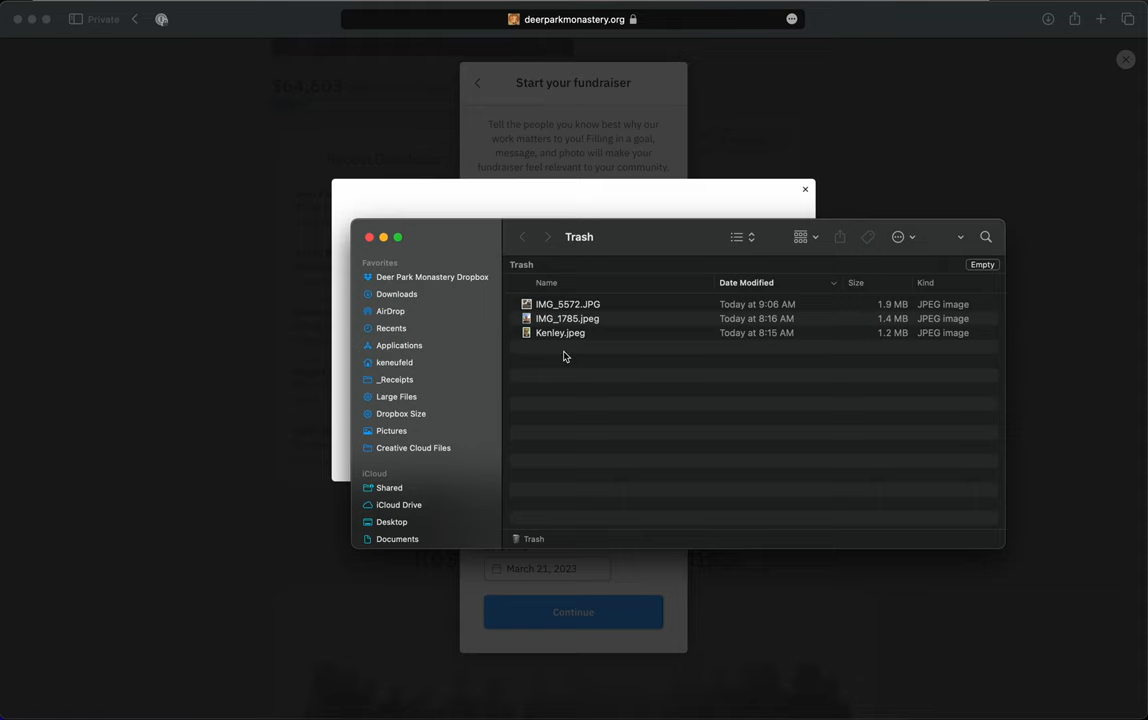 Private
deerparkmonastery.org
$64,603
Start your fundraiser
Tell the people you know best why our
work matters to you! Filling in a goal,
message, and photo will make your
fundraiser feel relevant to your community.
Trash
Favorites
Deer Park Monastery Dropbox
Downloads
AirDrop
Recents
Applications
keneufeld
_Receipts
Large Files
Dropbox Size
Pictures
Creative Cloud Files
iCloud
Shared
iCloud Drive
Desktop
Documents
Trash
Empty
Name Date Modified Size Kind
IMG_5572.JPG Today at 9:06 AM 1.9 MB JPEG image
IMG_1785.jpeg Today at 8:16 AM 1.4 MB JPEG image
Kenley.jpeg Today at 8:15 AM 1.2 MB JPEG image
Trash
March 21, 2023
Continue